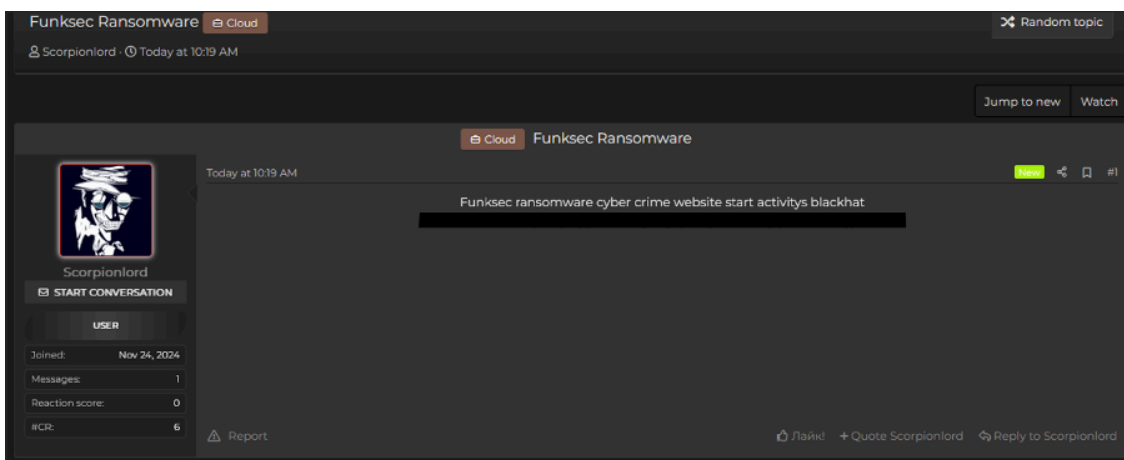 Funksec Ransomware Cloud
Random topic
Scorpionlord · Today at 10:19 AM
Jump to new
Watch
Cloud Funksec Ransomware
Today at 10:19 AM
New
#1
Funksec ransomware cyber crime website start activitys blackhat
Scorpionlord
START CONVERSATION
USER
Joined: Nov 24, 2024
Messages: 1
Reaction score: 0
#CR: 6
Report
Лайк!
+ Quote Scorpionlord
Reply to Scorpionlord